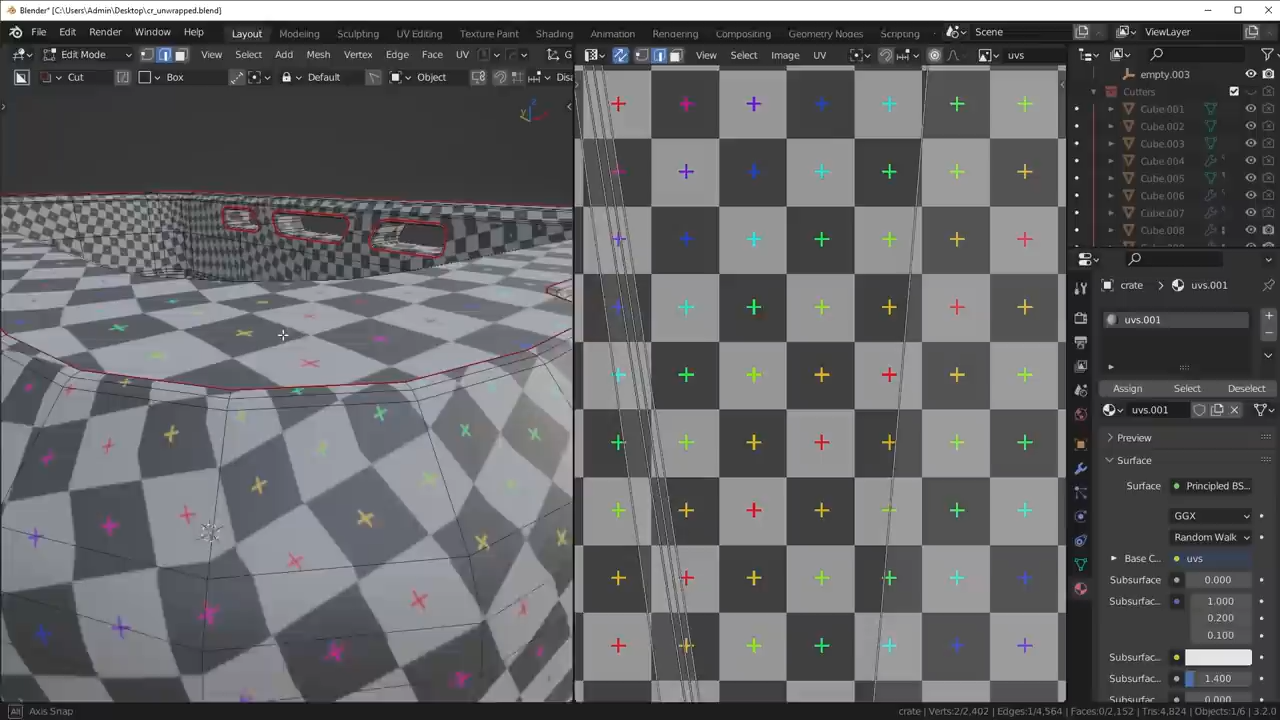 Blender* [C:\Users\Admin\Desktop\cr_unwrapped.blend]
File Edit Render Window Help Layout Modeling Sculpting UV Editing Texture Paint Shading Animation Rendering Compositing Geometry Nodes Scripting Scene ViewLayer
Edit Mode View Select Add Mesh Vertex Edge Face UV View Select Image UV uvs
Cut Box Default Object
empty.003
Cutters
Cube.001
Cube.002
Cube.003
Cube.004
Cube.005
Cube.006
Cube.007
Cube.008
crate uvs.001
uvs.001
Assign Select Deselect
uvs.001
Preview
Surface
Surface Principled BS...
GGX
Random Walk
Base C... uvs
Subsurface 0.000
Subsurfac... 1.000
0.200
0.100
Subsurfac...
Subsurfac... 1.400
Axis Snap
crate | Verts:2/2,402 | Edges:1/4,564 | Faces:0/2,152 | Tris:4,824 | Objects:1/6 | 3.2.0